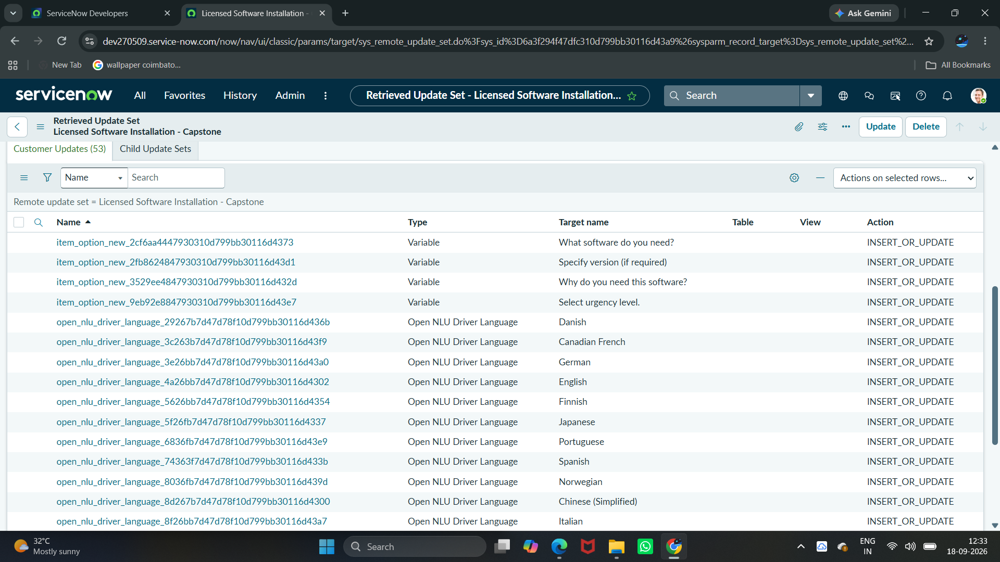 ServiceNow Developers
Licensed Software Installation -
Ask Gemini
dev270509.service-now.com/now/nav/ui/classic/params/target/sys_remote_update_set.do%3Fsys_id%3D6a3f294f47dfc310d799bb30116d43a9%26sysparm_record_target%3Dsys_remote_update_set%2...
New Tab
wallpaper coimbato...
All Bookmarks
servicenow
All
Favorites
History
Admin
Retrieved Update Set - Licensed Software Installation...
Search
Retrieved Update Set
Licensed Software Installation - Capstone
Update
Delete
Customer Updates (53)
Child Update Sets
Name
Search
Actions on selected rows...
Remote update set = Licensed Software Installation - Capstone
Name Type Target name Table View Action
item_option_new_2cf6aa4447930310d799bb30116d4373 Variable What software do you need? INSERT_OR_UPDATE
item_option_new_2fb8624847930310d799bb30116d43d1 Variable Specify version (if required) INSERT_OR_UPDATE
item_option_new_3529ee4847930310d799bb30116d432d Variable Why do you need this software? INSERT_OR_UPDATE
item_option_new_9eb92e8847930310d799bb30116d43e7 Variable Select urgency level. INSERT_OR_UPDATE
open_nlu_driver_language_29267b7d47d78f10d799bb30116d436b Open NLU Driver Language Danish INSERT_OR_UPDATE
open_nlu_driver_language_3c263b7d47d78f10d799bb30116d43f9 Open NLU Driver Language Canadian French INSERT_OR_UPDATE
open_nlu_driver_language_3e26bb7d47d78f10d799bb30116d43a0 Open NLU Driver Language German INSERT_OR_UPDATE
open_nlu_driver_language_4a26bb7d47d78f10d799bb30116d4302 Open NLU Driver Language English INSERT_OR_UPDATE
open_nlu_driver_language_5626bb7d47d78f10d799bb30116d4354 Open NLU Driver Language Finnish INSERT_OR_UPDATE
open_nlu_driver_language_5f26fb7d47d78f10d799bb30116d4337 Open NLU Driver Language Japanese INSERT_OR_UPDATE
open_nlu_driver_language_6836fb7d47d78f10d799bb30116d43e9 Open NLU Driver Language Portuguese INSERT_OR_UPDATE
open_nlu_driver_language_74363f7d47d78f10d799bb30116d433b Open NLU Driver Language Spanish INSERT_OR_UPDATE
open_nlu_driver_language_8036fb7d47d78f10d799bb30116d439d Open NLU Driver Language Norwegian INSERT_OR_UPDATE
open_nlu_driver_language_8d267b7d47d78f10d799bb30116d4300 Open NLU Driver Language Chinese (Simplified) INSERT_OR_UPDATE
open_nlu_driver_language_8f26bb7d47d78f10d799bb30116d43a7 Open NLU Driver Language Italian INSERT_OR_UPDATE
32°C
Mostly sunny
Search
ENG
IN
12:33
18-09-2026